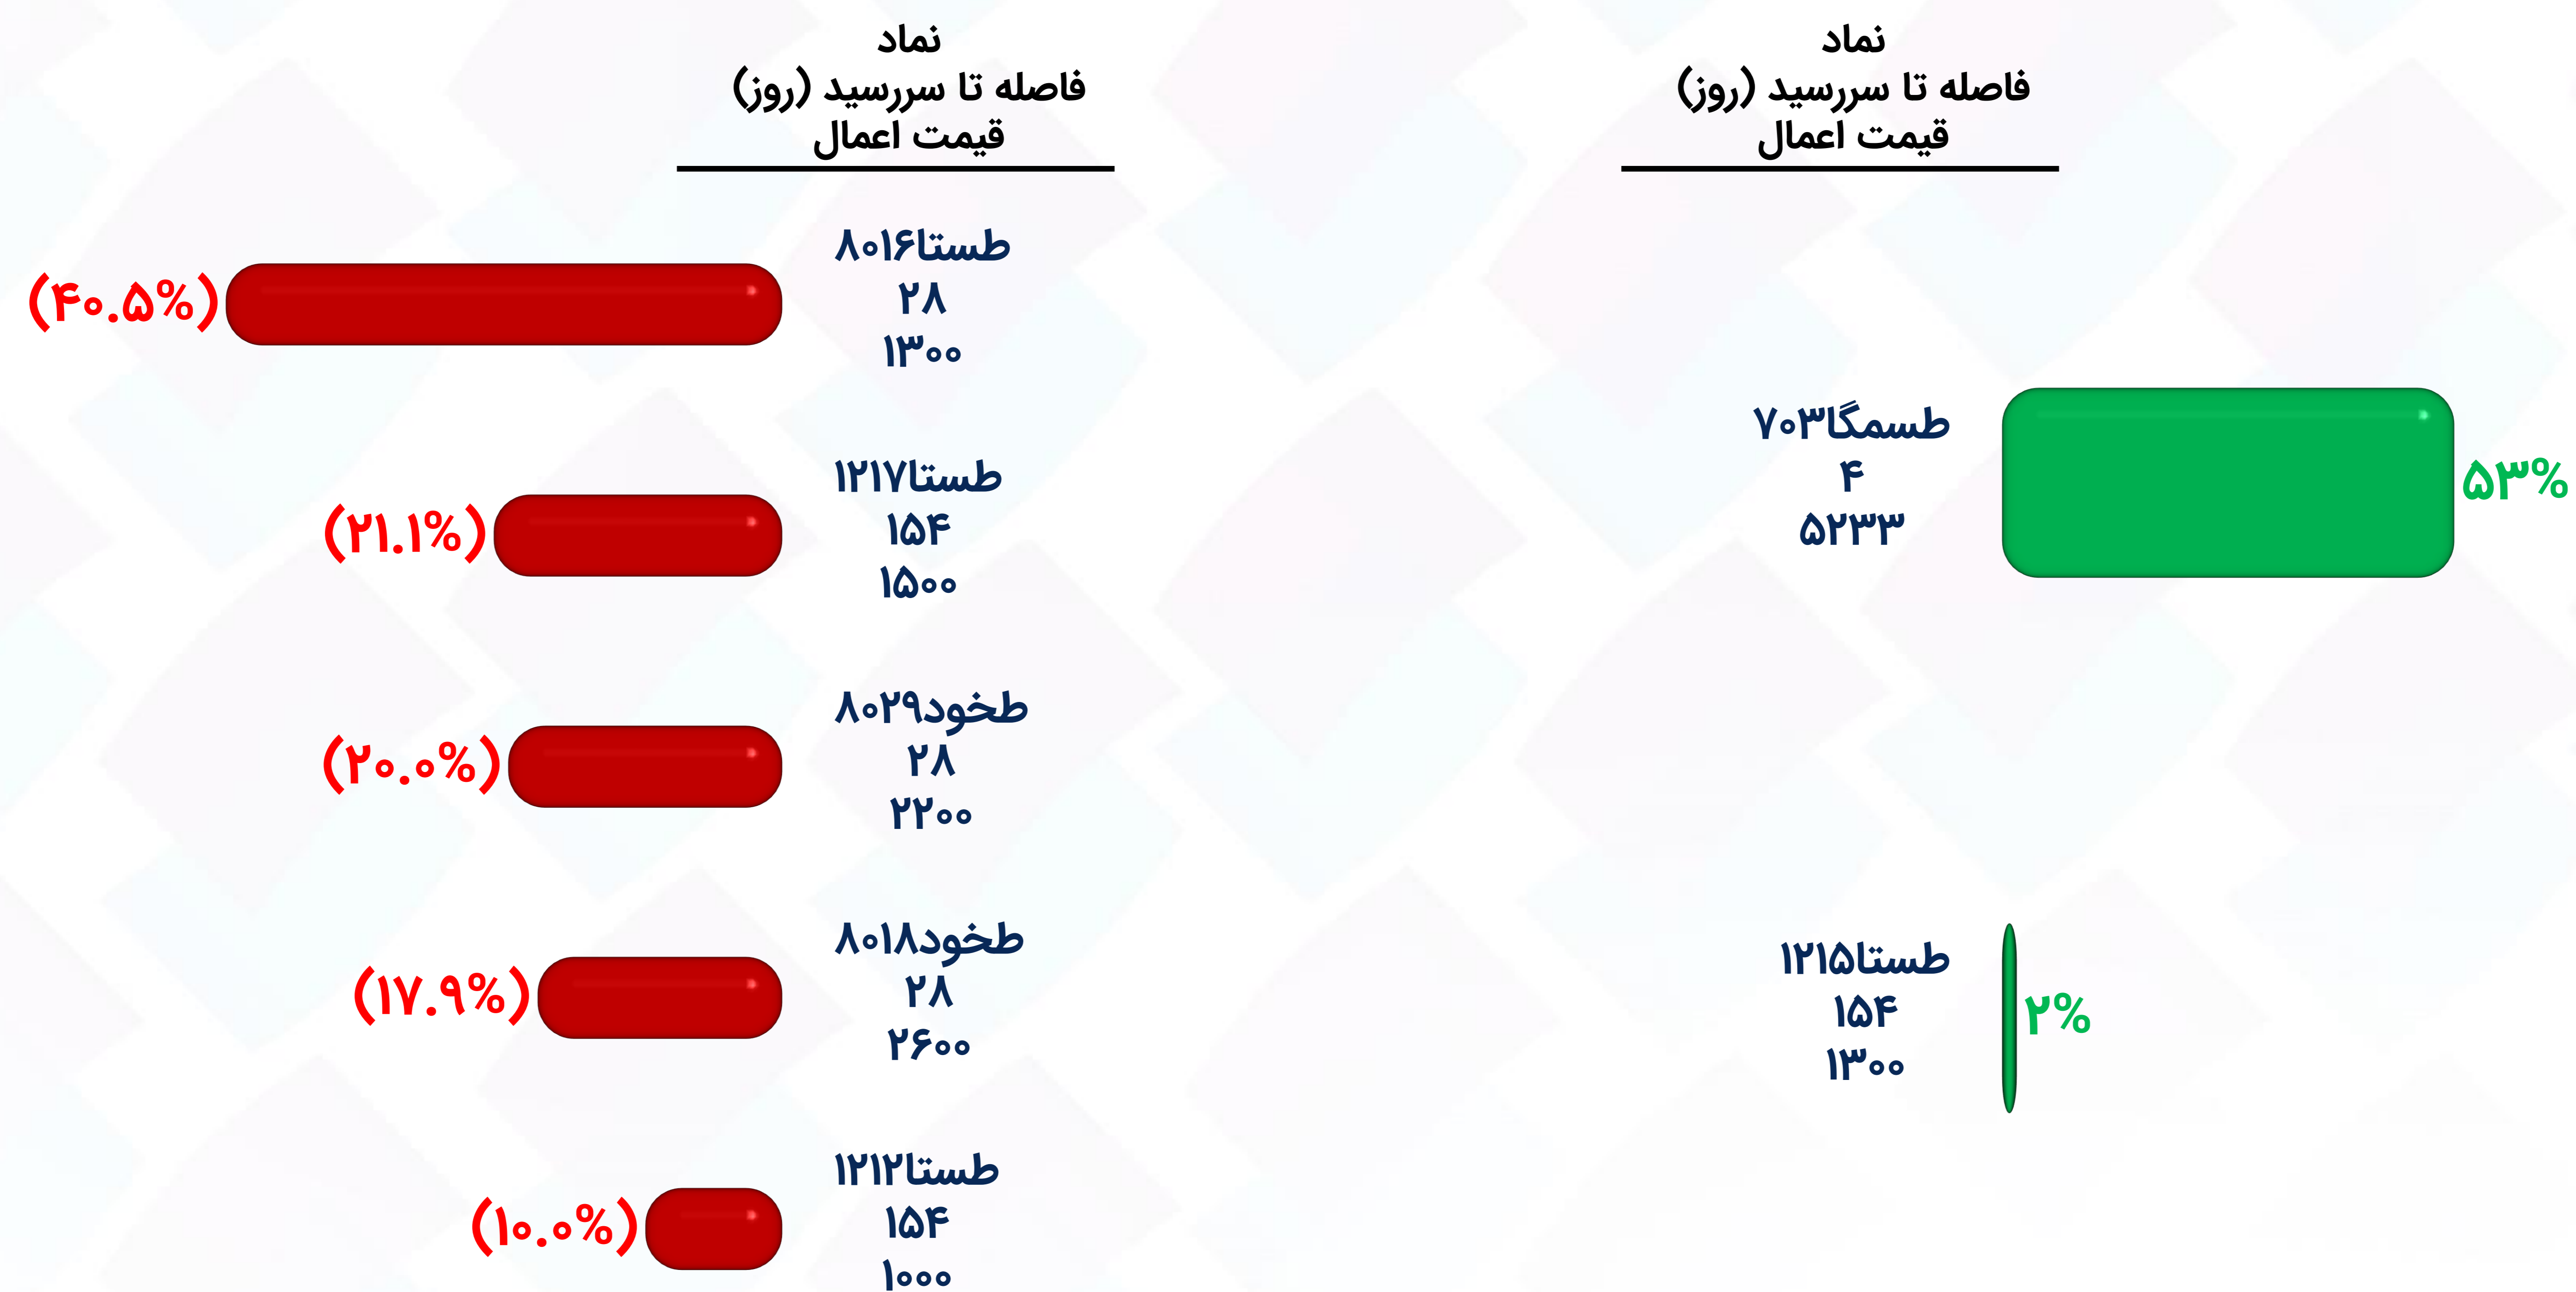 نماد
فاصله تا سررسید (روز)
قیمت اعمال
طسمگا۷۰۳
۴
۵۲۳۳
۵۳%
طستا۱۲۱۵
۱۵۴
۱۳۰۰
۲%
نماد
فاصله تا سررسید (روز)
قیمت اعمال
طستا۸۰۱۶
۲۸
۱۳۰۰
(۴۰.۵%)
طستا۱۲۱۷
۱۵۴
۱۵۰۰
(۲۱.۱%)
طخود۸۰۲۹
۲۸
۲۲۰۰
(۲۰.۰%)
طخود۸۰۱۸
۲۸
۲۶۰۰
(۱۷.۹%)
طستا۱۲۱۲
۱۵۴
۱۰۰۰
(۱۰.۰%)